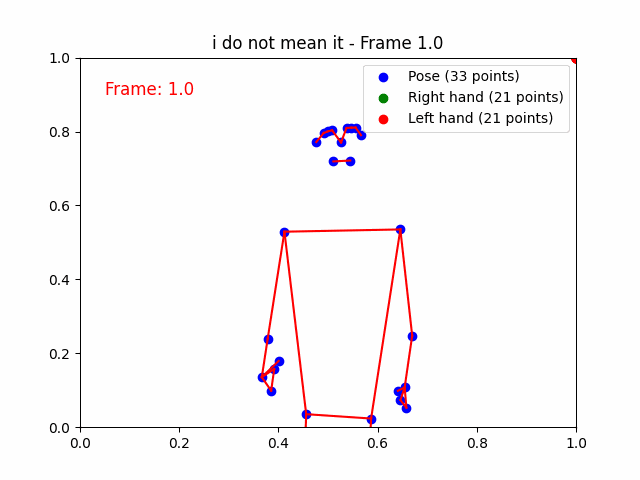 i do not mean it - Frame 1.0
Frame: 1.0
Pose (33 points)
Right hand (21 points)
Left hand (21 points)
1.0
0.8
0.6
0.4
0.2
0.0
0.0 0.2 0.4 0.6 0.8 1.0